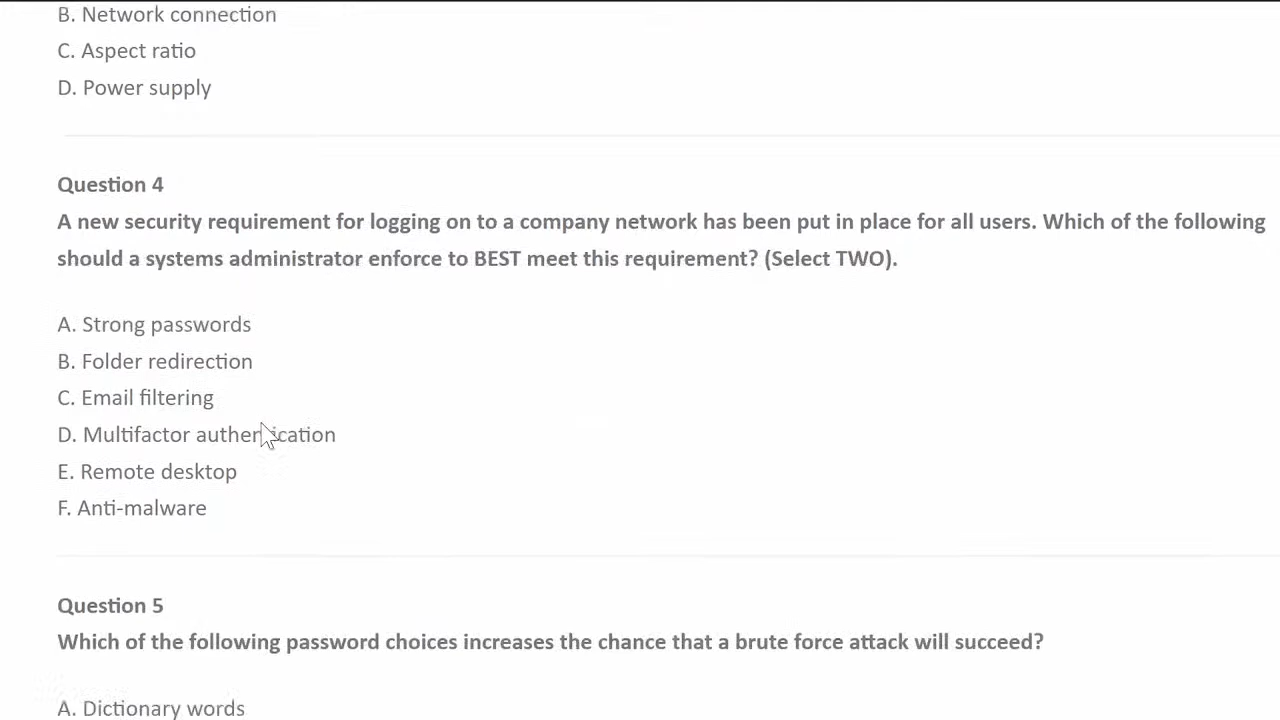 B. Network connection
C. Aspect ratio
D. Power supply
Question 4
A new security requirement for logging on to a company network has been put in place for all users. Which of the following
should a systems administrator enforce to BEST meet this requirement? (Select TWO).
A. Strong passwords
B. Folder redirection
C. Email filtering
D. Multifactor authentication
E. Remote desktop
F. Anti-malware
Question 5
Which of the following password choices increases the chance that a brute force attack will succeed?
A. Dictionary words